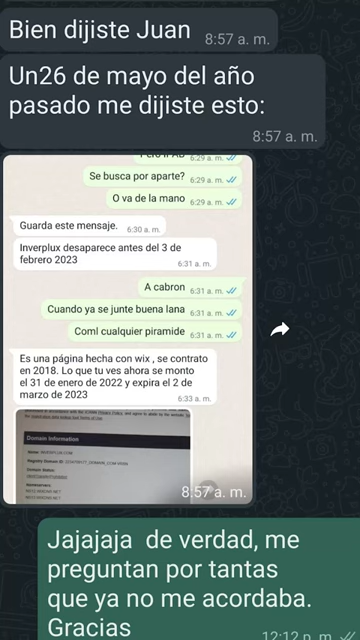 Bien dijiste Juan
8:57 a. m.
Un26 de mayo del año
pasado me dijiste esto:
8:57 a. m.
6:29 a. m.
Se busca por aparte? 6:29 a. m.
O va de la mano 6:29 a. m.
Guarda este mensaje. 6:30 a. m.
Inverplux desaparece antes del 3 de
febrero 2023 6:31 a. m.
A cabron 6:31 a. m.
Cuando ya se junte buena lana 6:31 a. m.
Coml cualquier piramide 6:31 a. m.
Es una página hecha con wix , se contrato
en 2018. Lo que tu ves ahora se monto
el 31 de enero de 2022 y expira el 2 de
marzo de 2023 6:33 a. m.
Domain Information
8:57 a. m.
Jajajaja de verdad, me
preguntan por tantas
que ya no me acordaba.
Gracias 12:12 p. m.